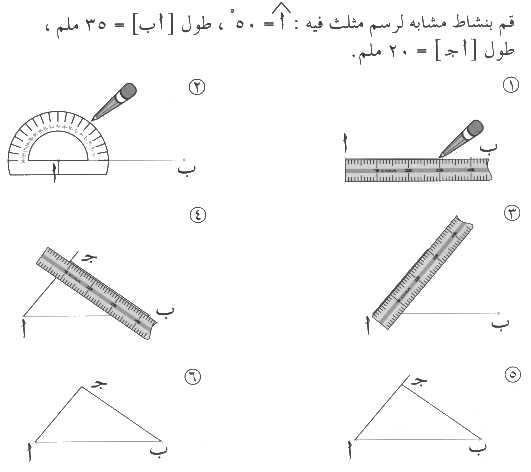 قم بنشاط مشابه لرسم مثلث فيه : أ̂ = ٥٠° ، طول [أب] = ٣٥ ملم ،
طول [أجـ] = ٢٠ ملم.
١
أ
ب
٢
أ
ب
٣
أ
ب
٤
جـ
أ
ب
٥
جـ
أ
ب
٦
جـ
أ
ب